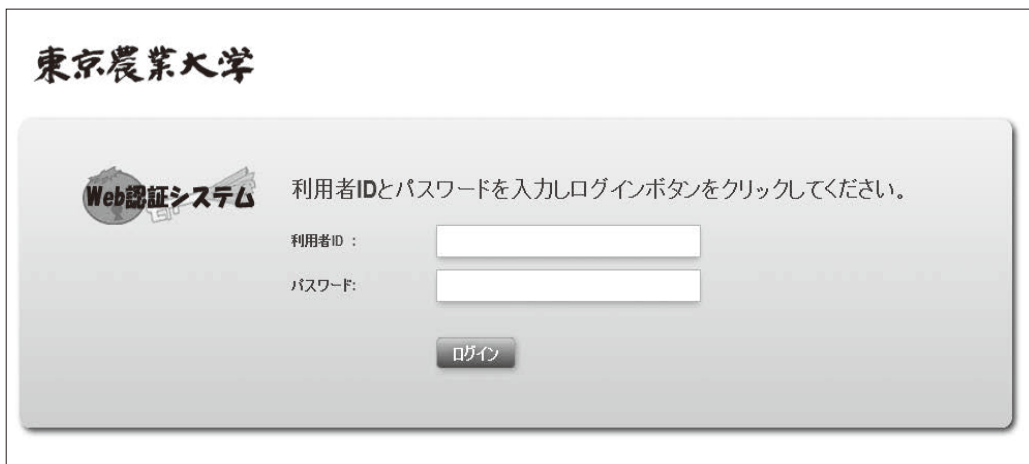 東京農業大学
Web認証システム
利用者IDとパスワードを入力しログインボタンをクリックしてください。
利用者ID :
パスワード:
ログイン